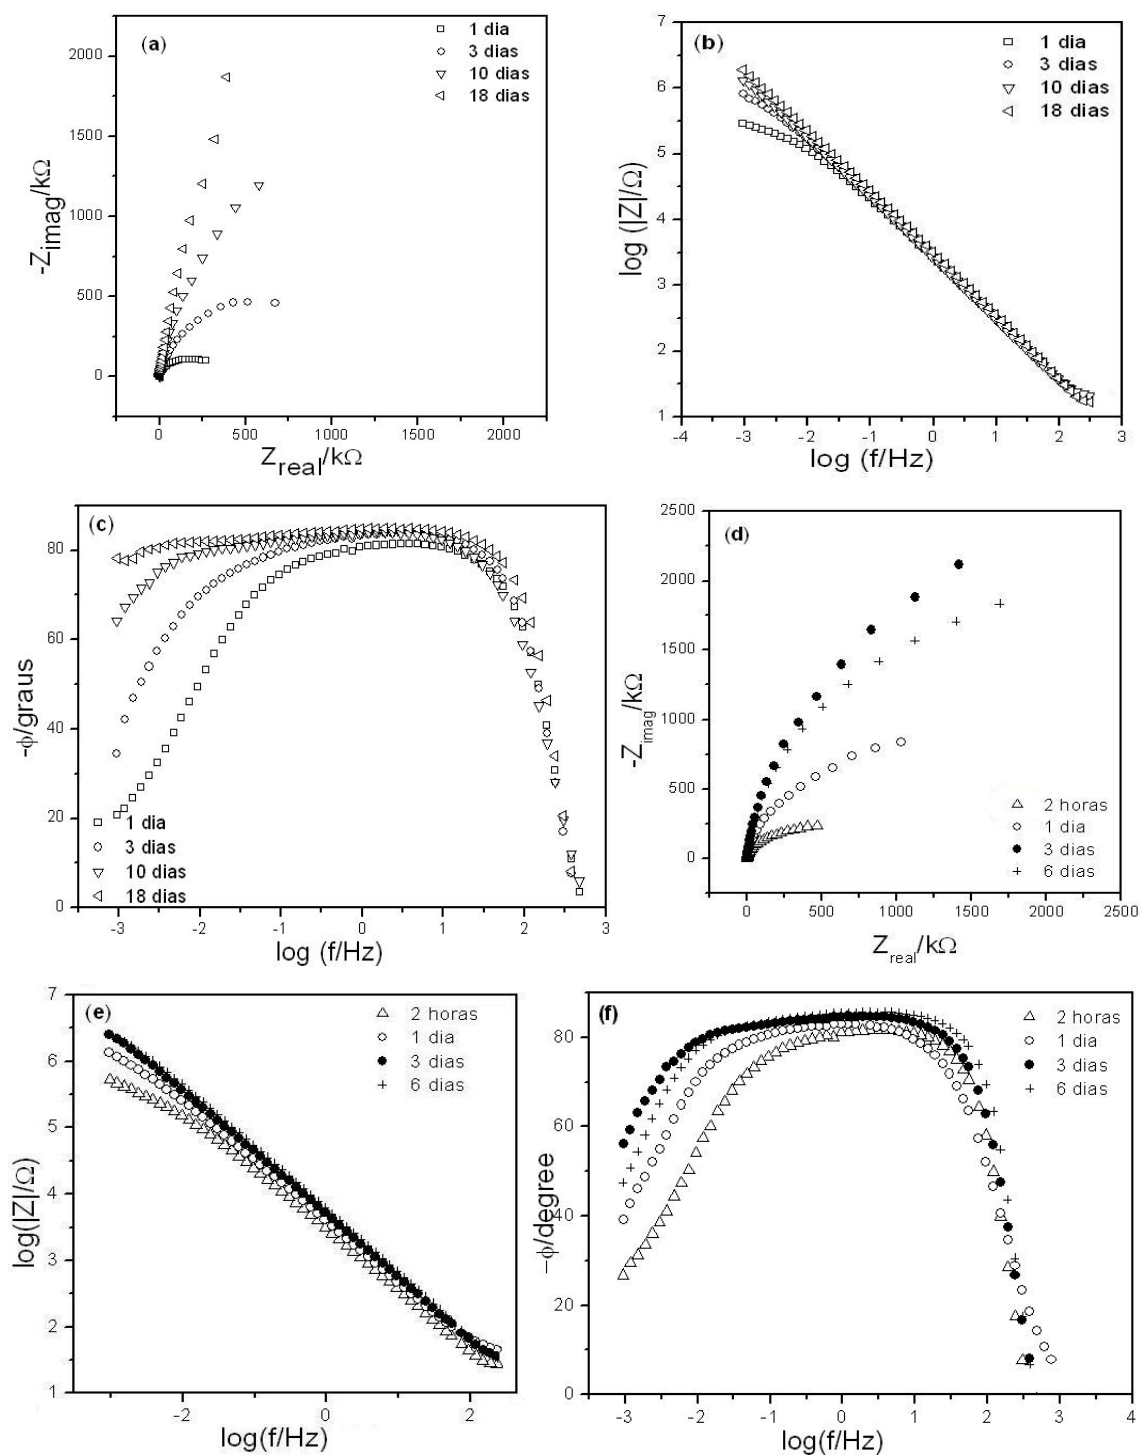 (a)
1 dia
3 dias
10 dias
18 dias
2000
1500
1000
500
0
-Zimag/kΩ
0 500 1000 1500 2000
Zreal/kΩ
(b)
1 dia
3 dias
10 dias
18 dias
7
6
5
4
3
2
1
log (|Z|/Ω)
-4 -3 -2 -1 0 1 2 3
log (f/Hz)
(c)
80
60
40
20
0
-ϕ/graus
1 dia
3 dias
10 dias
18 dias
-3 -2 -1 0 1 2 3
log (f/Hz)
(d)
2500
2000
1500
1000
500
0
-Zimag/kΩ
2 horas
1 dia
3 dias
6 dias
0 500 1000 1500 2000 2500
Zreal/kΩ
(e)
2 horas
1 dia
3 dias
6 dias
7
6
5
4
3
2
1
log(|Z|/Ω)
-2 0 2
log(f/Hz)
(f)
2 horas
1 dia
3 dias
6 dias
80
60
40
20
0
−ϕ/degree
-3 -2 -1 0 1 2 3 4
log(f/Hz)